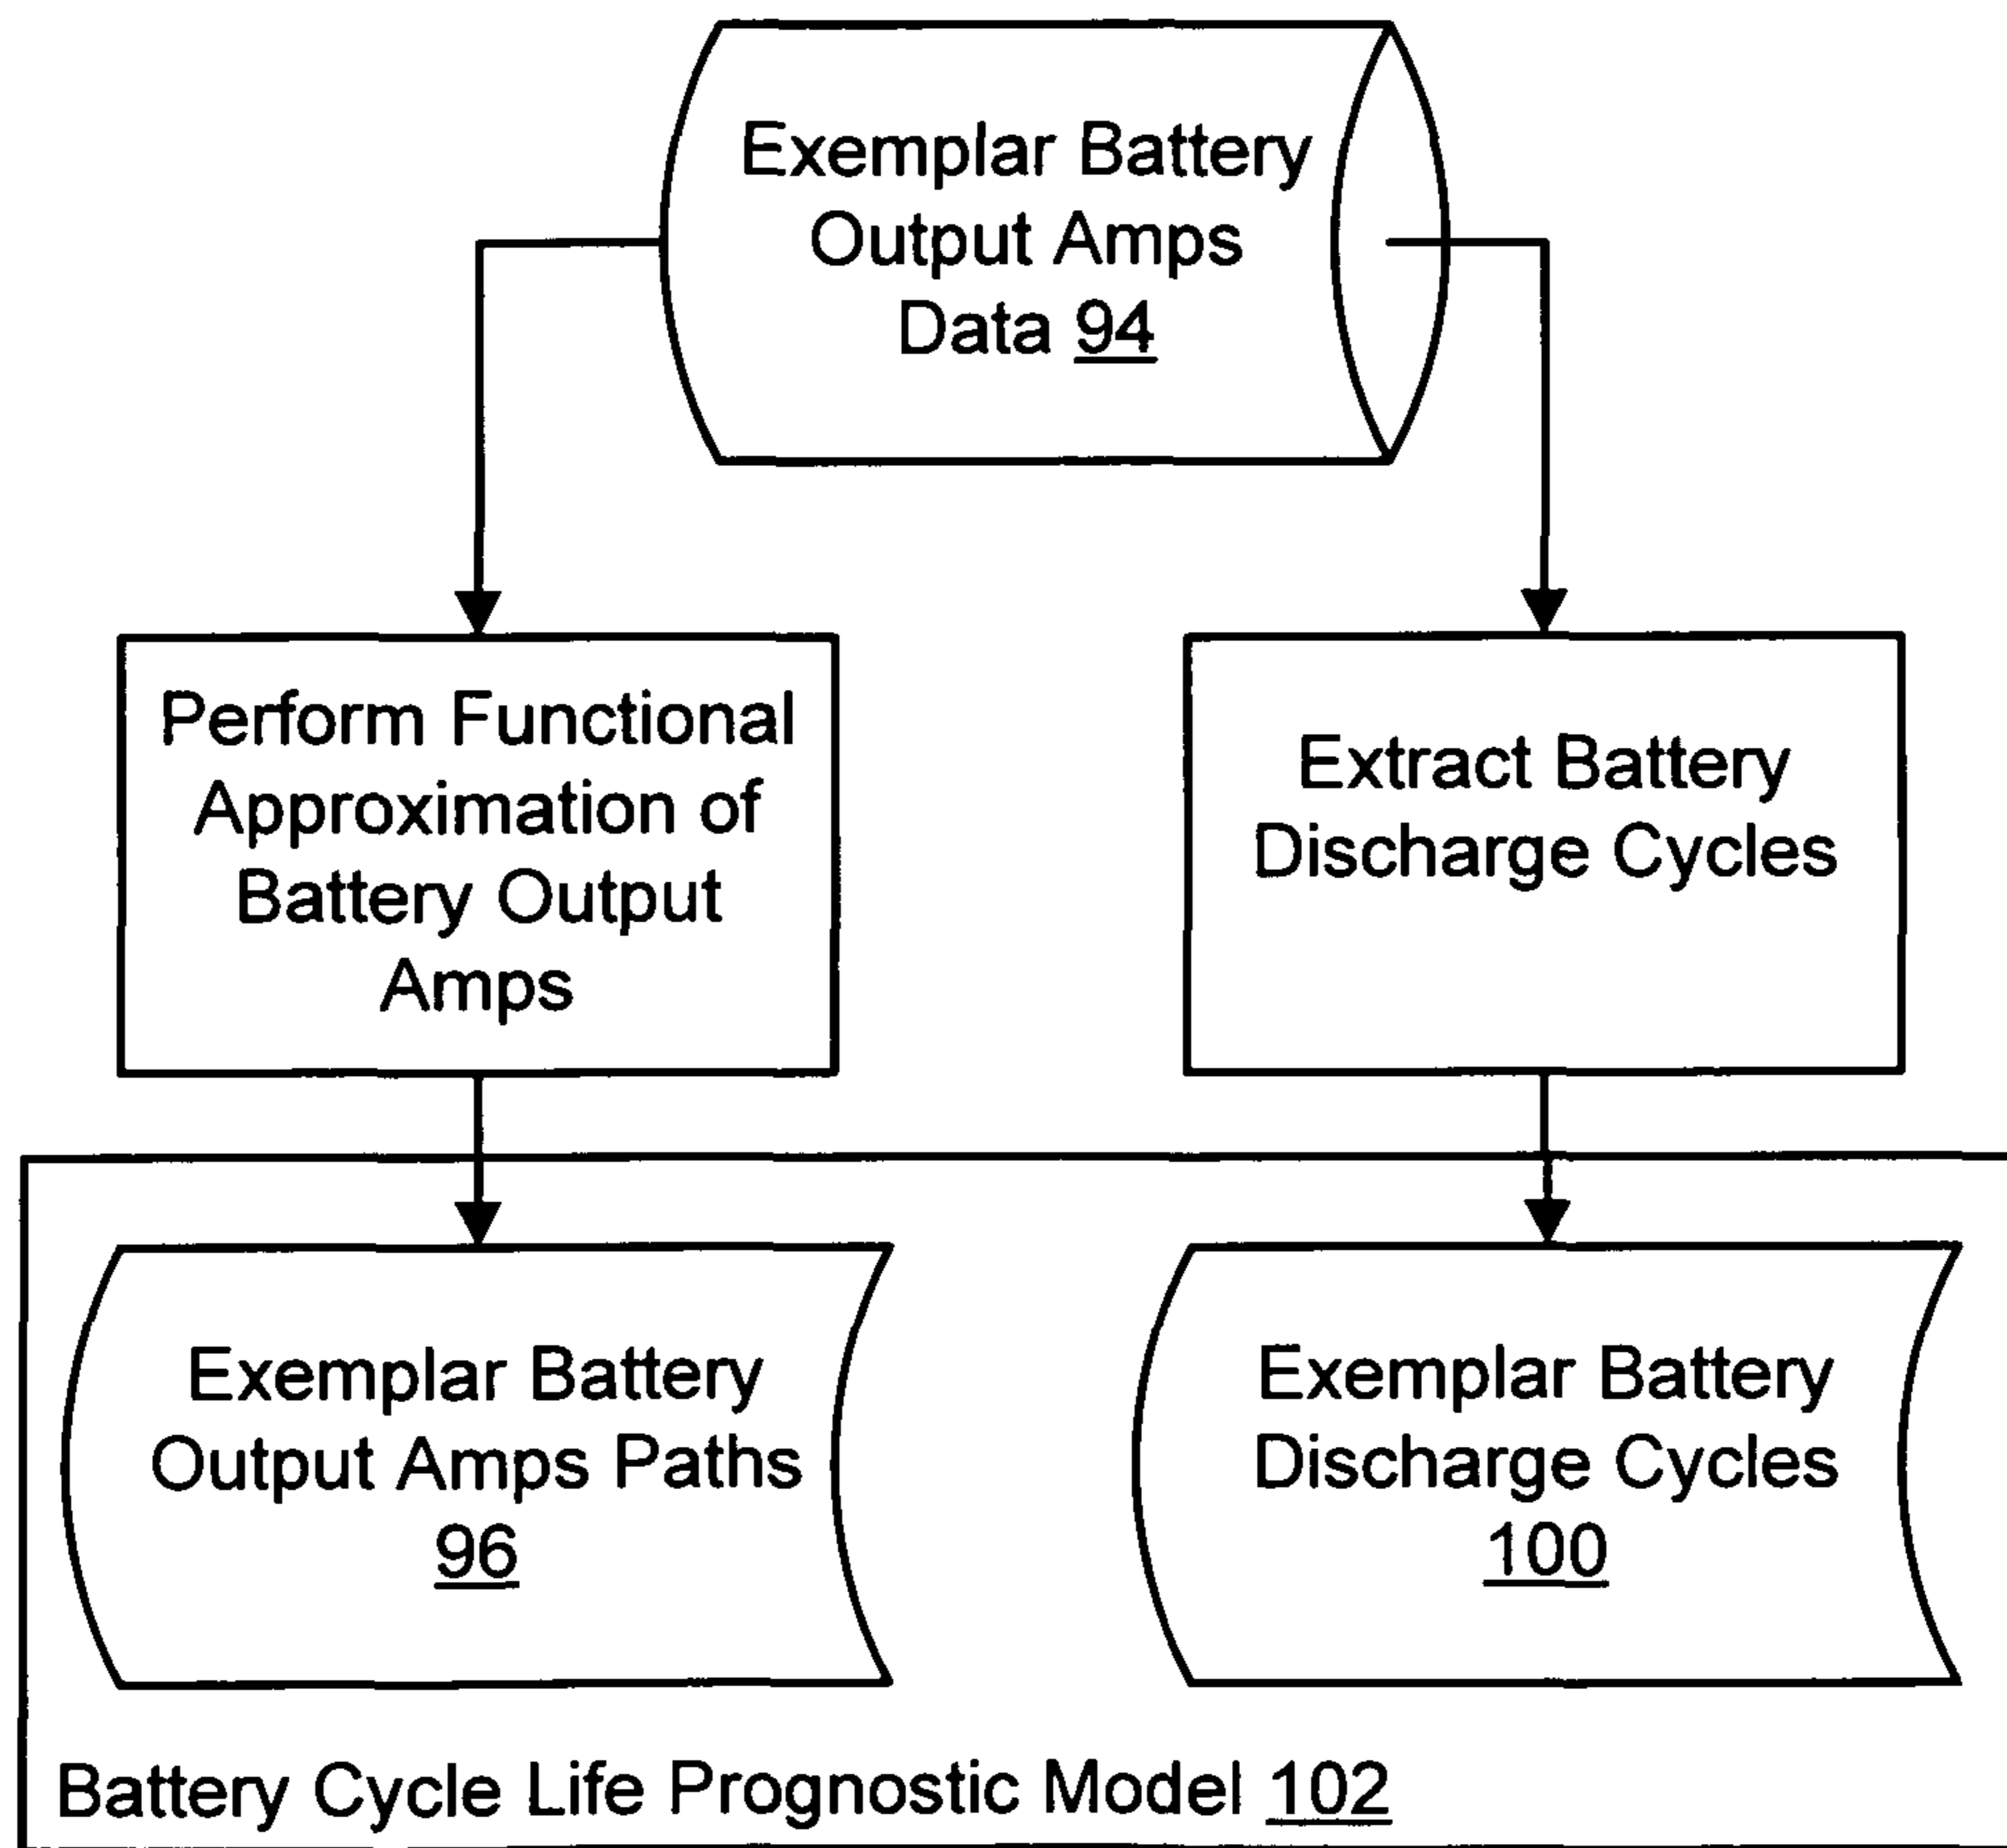 Exemplar Battery
Output Amps
Data 94
Perform Functional
Approximation of
Battery Output
Amps
Extract Battery
Discharge Cycles
Exemplar Battery
Output Amps Paths
96
Exemplar Battery
Discharge Cycles
100
Battery Cycle Life Prognostic Model 102